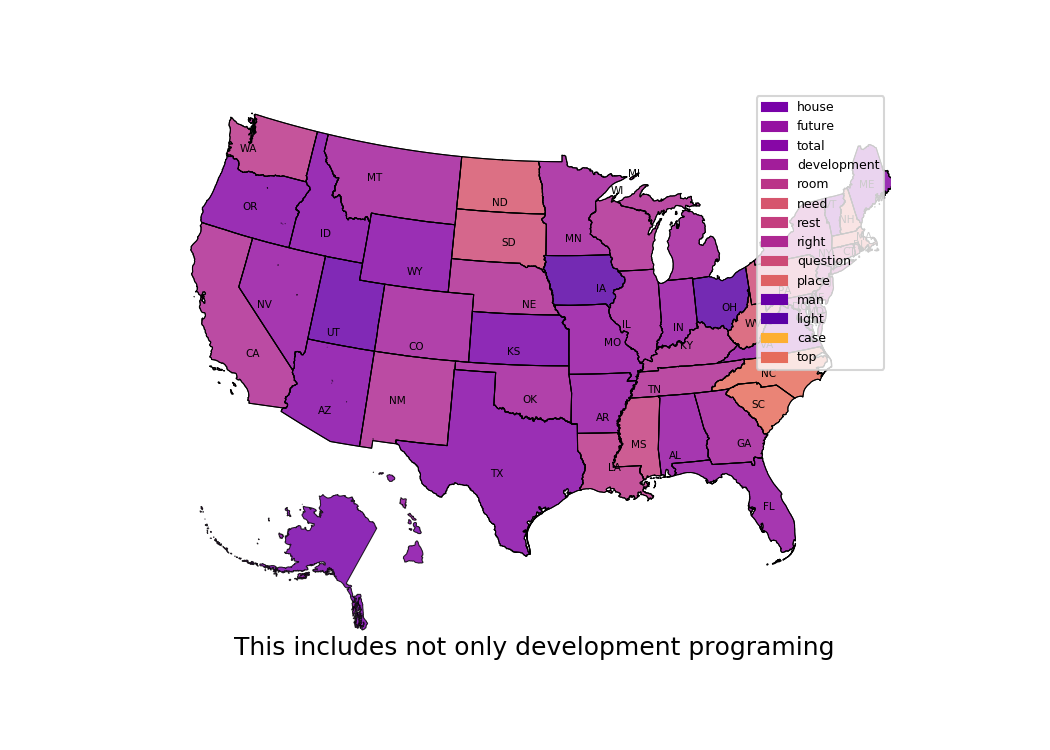 WA
MT
ND
MI
WI
ME
OR
ID
SD
MN
NH
WY
NE
IA
NV
UT
CO
KS
MO
IL
IN
OH
KY
CA
AZ
NM
OK
AR
TN
NC
SC
MS
AL
GA
LA
TX
FL
house
future
total
development
room
need
rest
right
question
place
man
light
case
top
This includes not only development programing